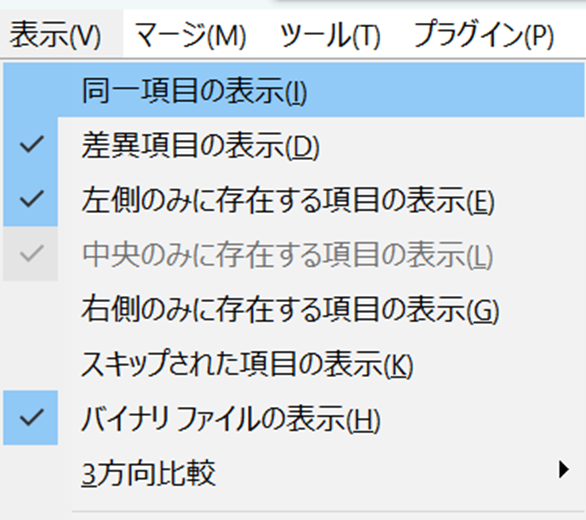 表示(V) マージ(M) ツール(T) プラグイン(P)
同一項目の表示(I)
差異項目の表示(D)
左側のみに存在する項目の表示(E)
中央のみに存在する項目の表示(L)
右側のみに存在する項目の表示(G)
スキップされた項目の表示(K)
バイナリ ファイルの表示(H)
3方向比較